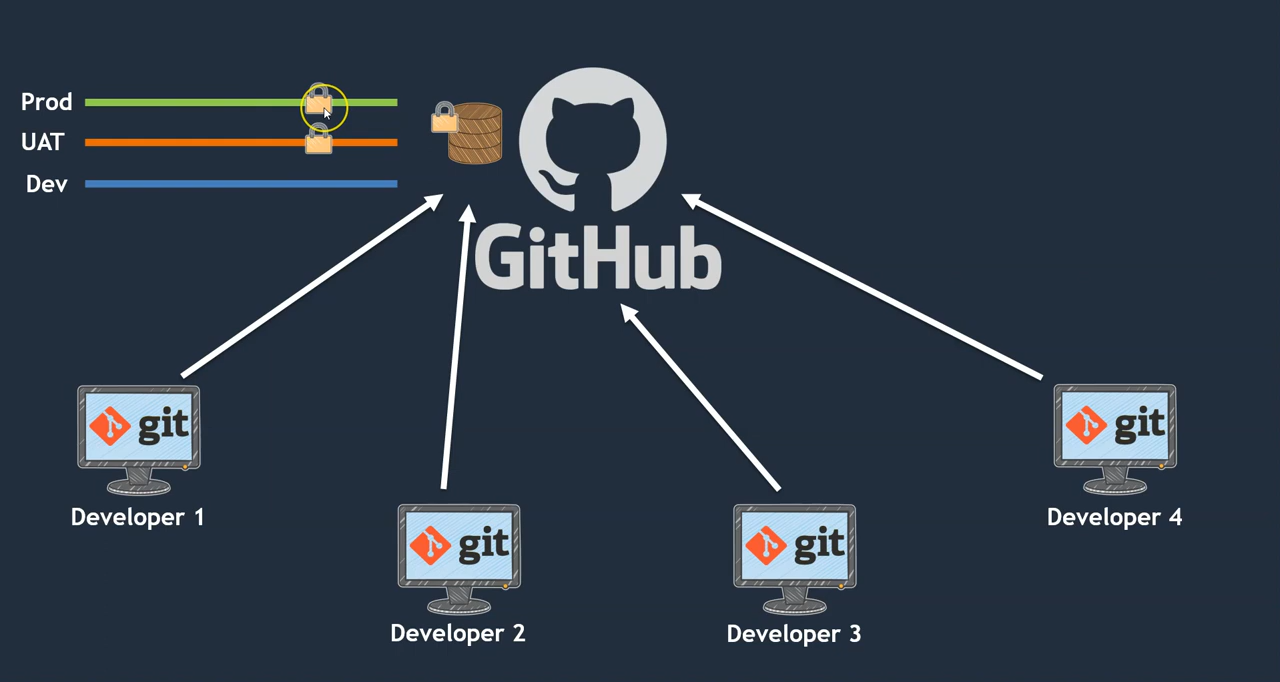 Prod
UAT
Dev
GitHub
git
Developer 1
git
Developer 2
git
Developer 3
git
Developer 4